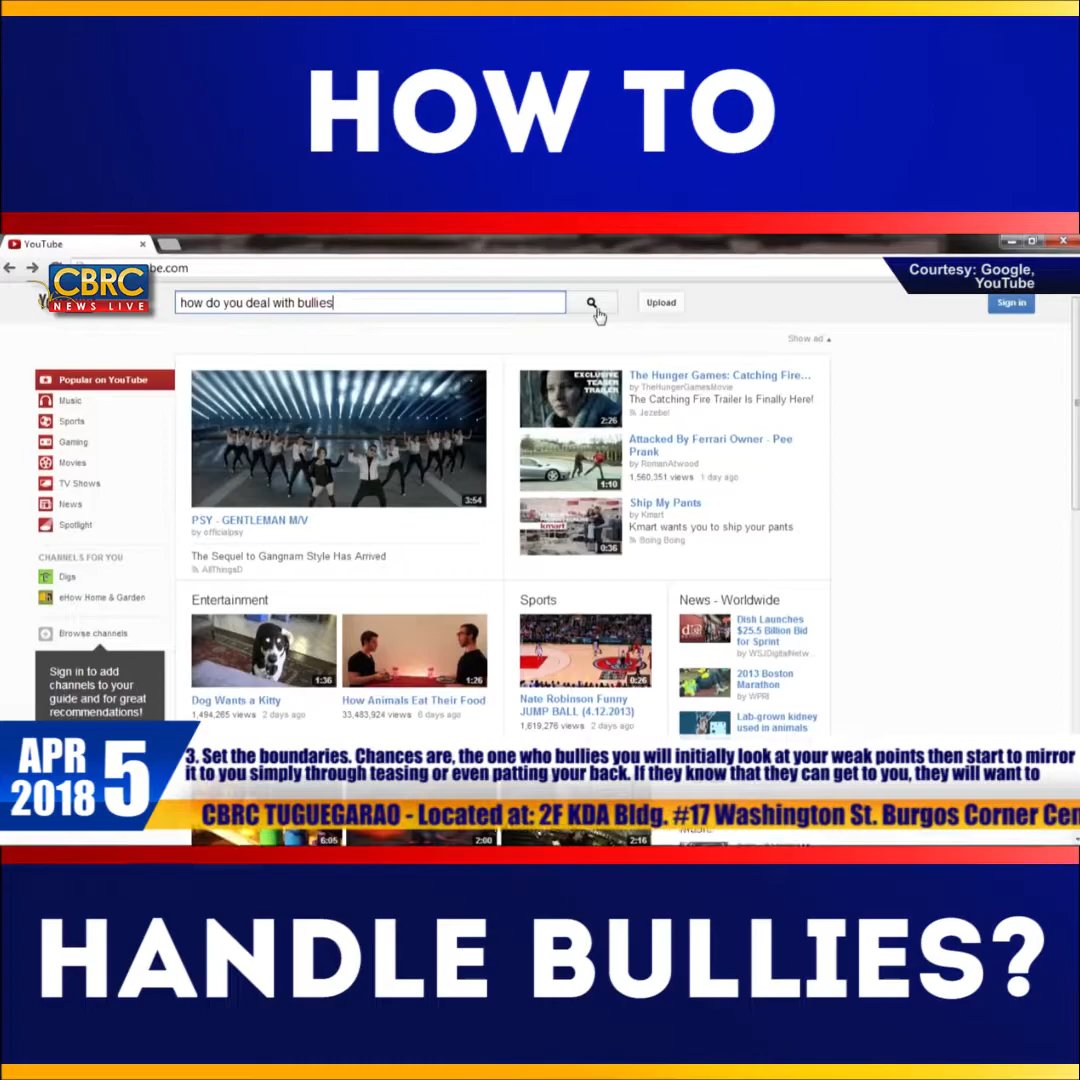 HOW TO
YouTube
be.com
CBRC
NEWS LIVE
Courtesy: Google,
YouTube
how do you deal with bullies
Upload
Sign in
Show ad
Popular on YouTube
Music
Sports
Gaming
Movies
TV Shows
News
Spotlight
CHANNELS FOR YOU
Digs
eHow Home & Garden
Browse channels
Sign in to add
channels to your
guide and for great
recommendations!
3:54
PSY - GENTLEMAN M/V
by officialpsy
The Sequel to Gangnam Style Has Arrived
AllThingsD
EXCLUSIVE
TEASER
TRAILER
2:26
The Hunger Games: Catching Fire...
by TheHungerGamesMovie
The Catching Fire Trailer Is Finally Here!
Jezebel
1:10
Attacked By Ferrari Owner - Pee
Prank
by RomanAtwood
1,560,351 views 1 day ago
kmart
0:36
Ship My Pants
by Kmart
Kmart wants you to ship your pants
Boing Boing
Entertainment
1:36
Dog Wants a Kitty
1,494,265 views 2 days ago
1:26
How Animals Eat Their Food
33,483,924 views 6 days ago
Sports
0:26
Nate Robinson Funny
JUMP BALL (4.12.2013)
1,619,276 views 2 days ago
News - Worldwide
dish
Dish Launches
$25.5 Billion Bid
for Sprint
by WSJDigitalNetw...
2013 Boston
Marathon
by WPRI
Lab-grown kidney
used in animals
APR
2018
5
3. Set the boundaries. Chances are, the one who bullies you will initially look at your weak points then start to mirror
it to you simply through teasing or even patting your back. If they know that they can get to you, they will want to
CBRC TUGUEGARAO - Located at: 2F KDA Bldg. #17 Washington St. Burgos Corner Cen
6:05
2:00
2:16
HANDLE BULLIES?